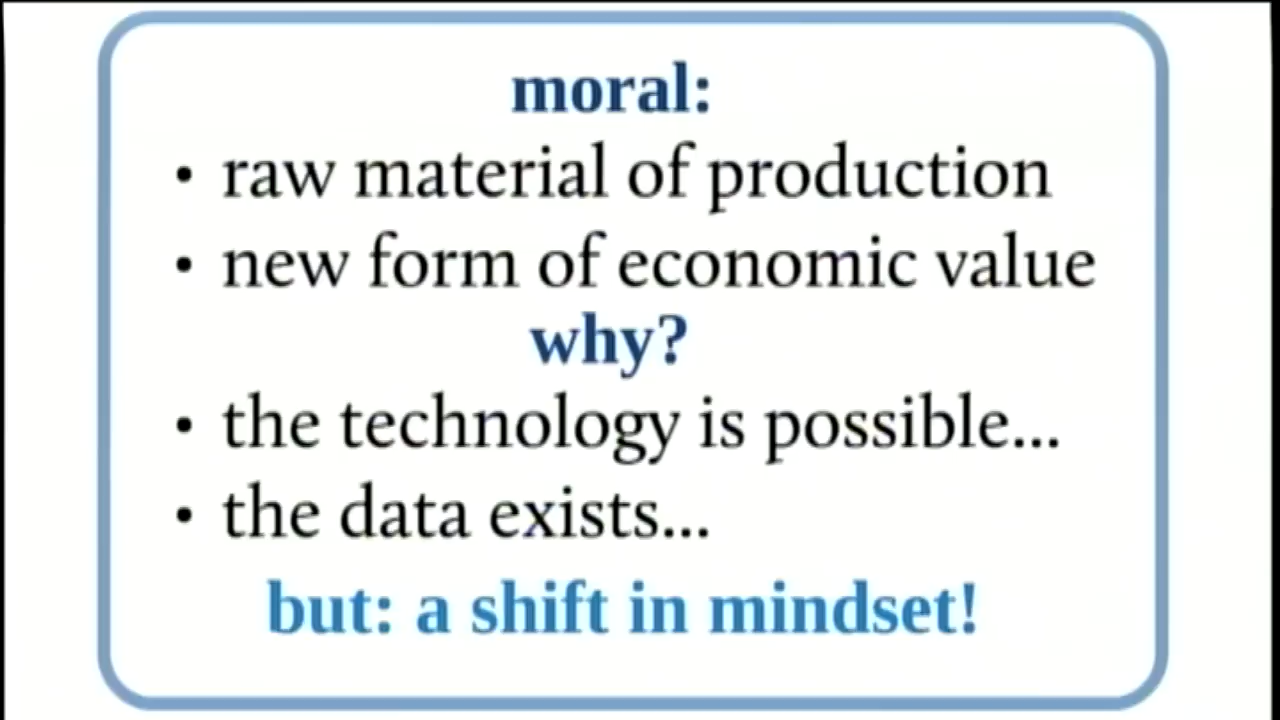 moral:
• raw material of production
• new form of economic value
why?
• the technology is possible...
• the data exists...
but: a shift in mindset!